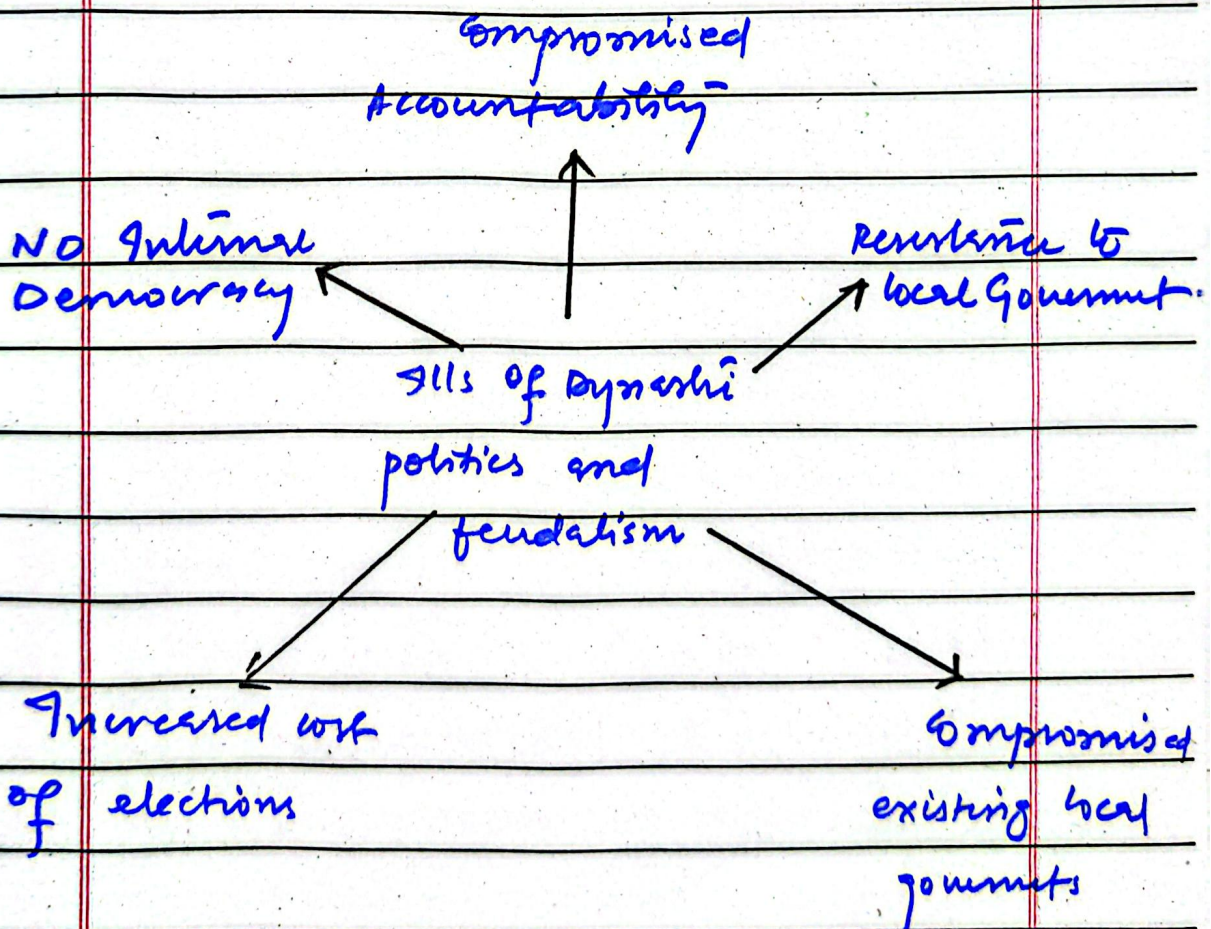 Compromised
Accountability
No Internal
Democracy
Resistance to
local Government.
Ills of Dynastic
politics and
feudalism
Increased cost
of elections
Compromised
existing local
governments